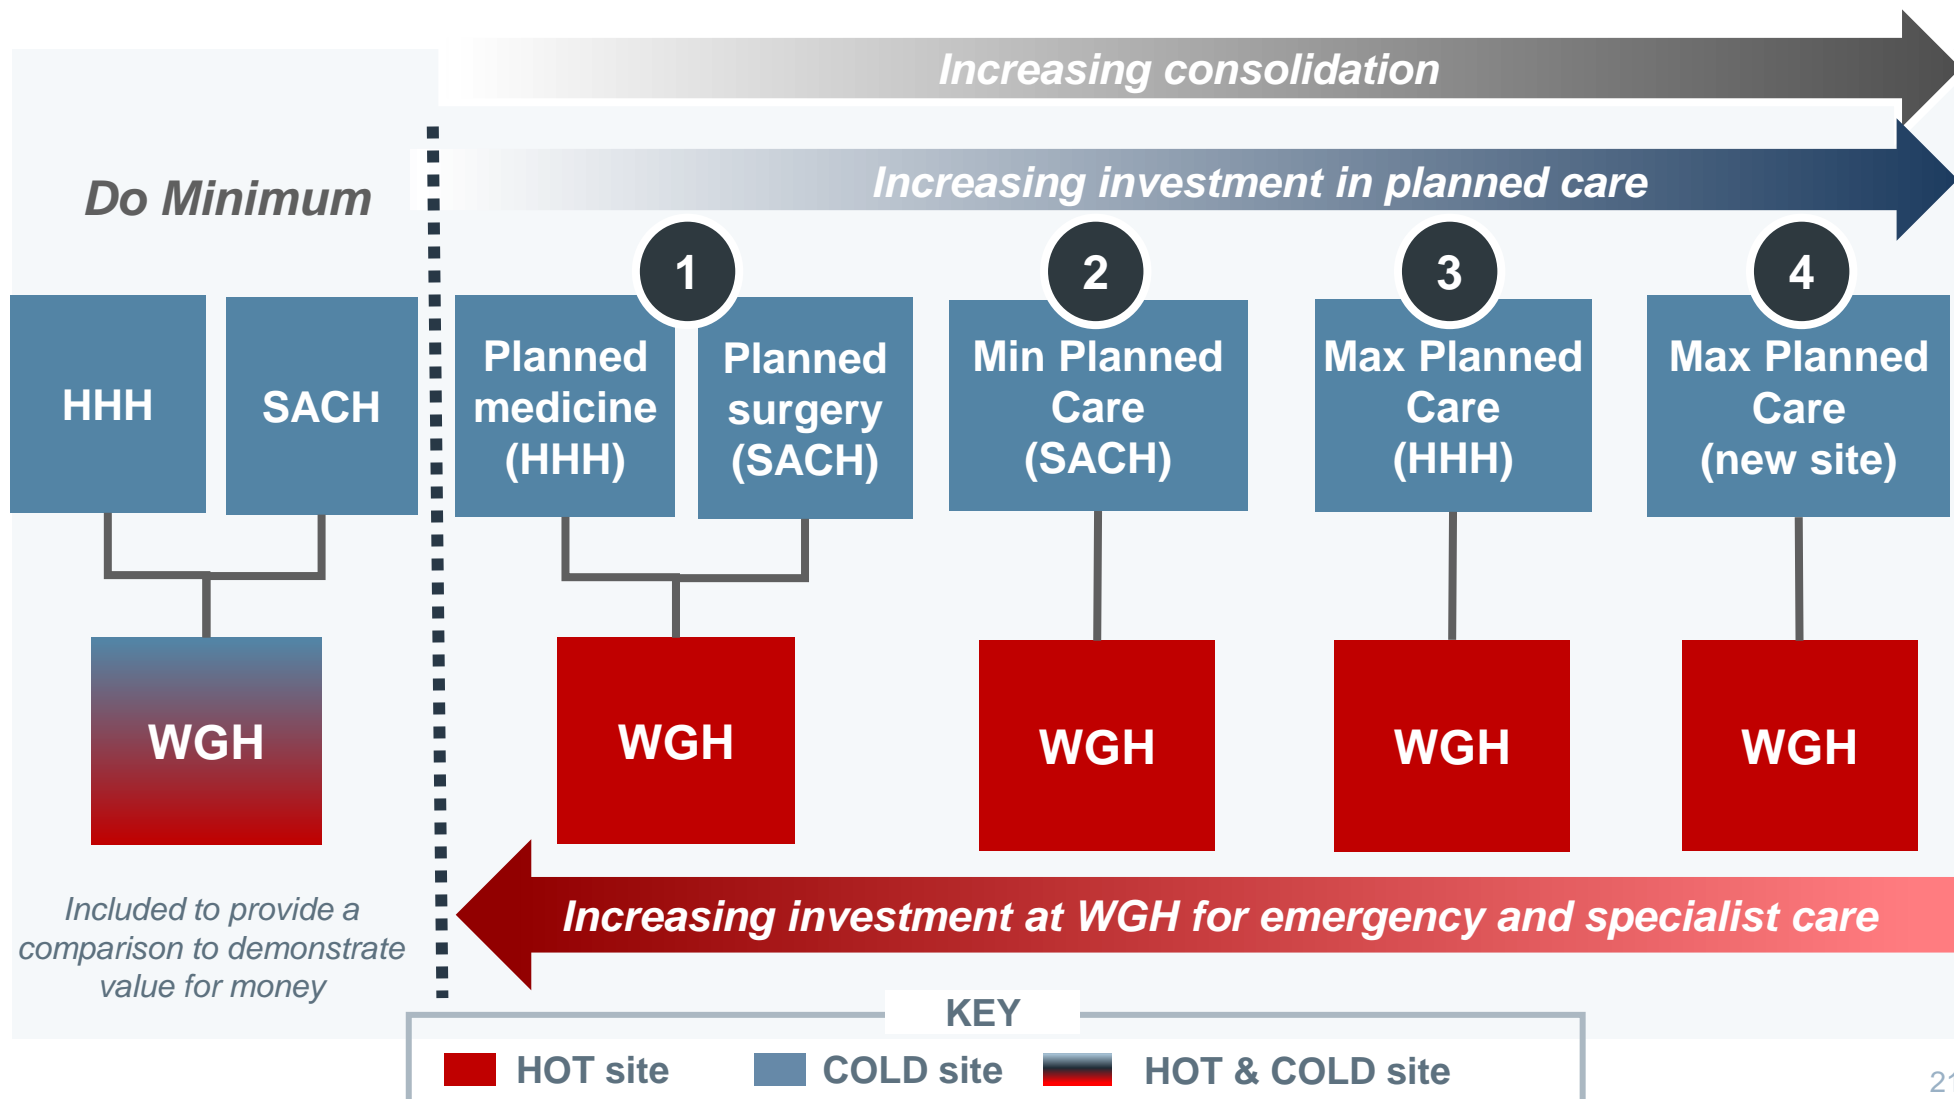 Increasing consolidation
Increasing investment in planned care
Do Minimum
1
2
3
4
HHH
SACH
Planned
medicine
(HHH)
Planned
surgery
(SACH)
Min Planned
Care
(SACH)
Max Planned
Care
(HHH)
Max Planned
Care
(new site)
WGH
WGH
WGH
WGH
WGH
Included to provide a
comparison to demonstrate
value for money
Increasing investment at WGH for emergency and specialist care
KEY
HOT site
COLD site
HOT & COLD site
21